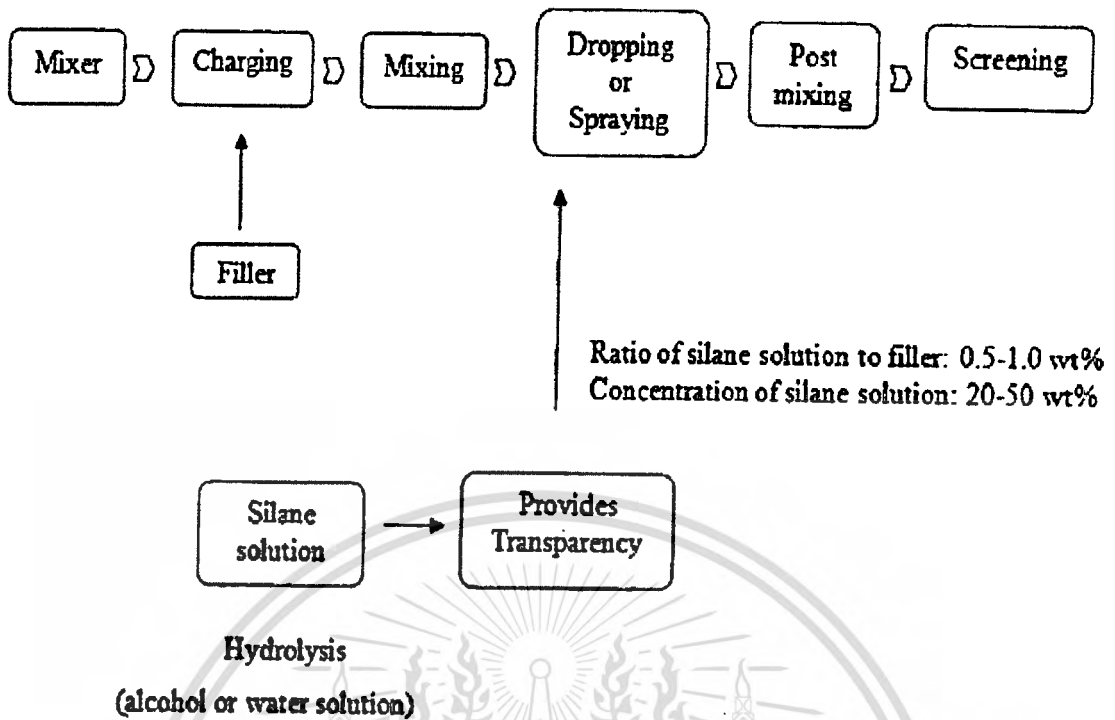 Mixer
Charging
Mixing
Dropping
or
Spraying
Post
mixing
Screening
Filler
Ratio of silane solution to filler: 0.5-1.0 wt%
Concentration of silane solution: 20-50 wt%
Silane
solution
Provides
Transparency
Hydrolysis
(alcohol or water solution)